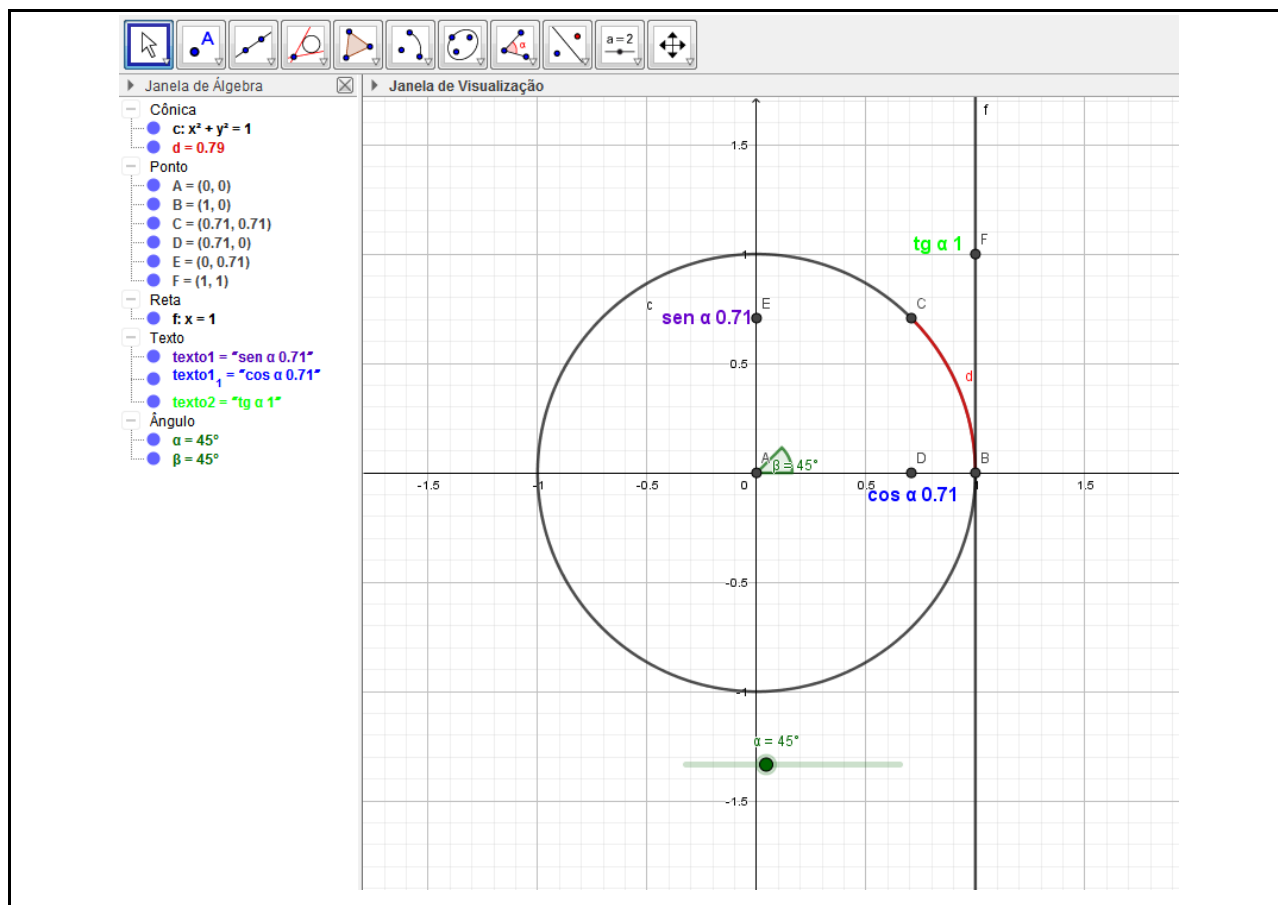 A
α
a=2
Janela de Álgebra
Janela de Visualização
Cônica
c: x² + y² = 1
d = 0.79
Ponto
A = (0, 0)
B = (1, 0)
C = (0.71, 0.71)
D = (0.71, 0)
E = (0, 0.71)
F = (1, 1)
Reta
f: x = 1
Texto
texto1 = "sen α 0.71"
texto1₁ = "cos α 0.71"
texto2 = "tg α 1"
Ângulo
α = 45°
β = 45°
f
1.5
tg α 1 F
1
c E C
sen α 0.71
0.5
d
A β = 45° D B
-1.5 -1 -0.5 0 0.5 1 1.5
cos α 0.71
-0.5
-1
α = 45°
-1.5